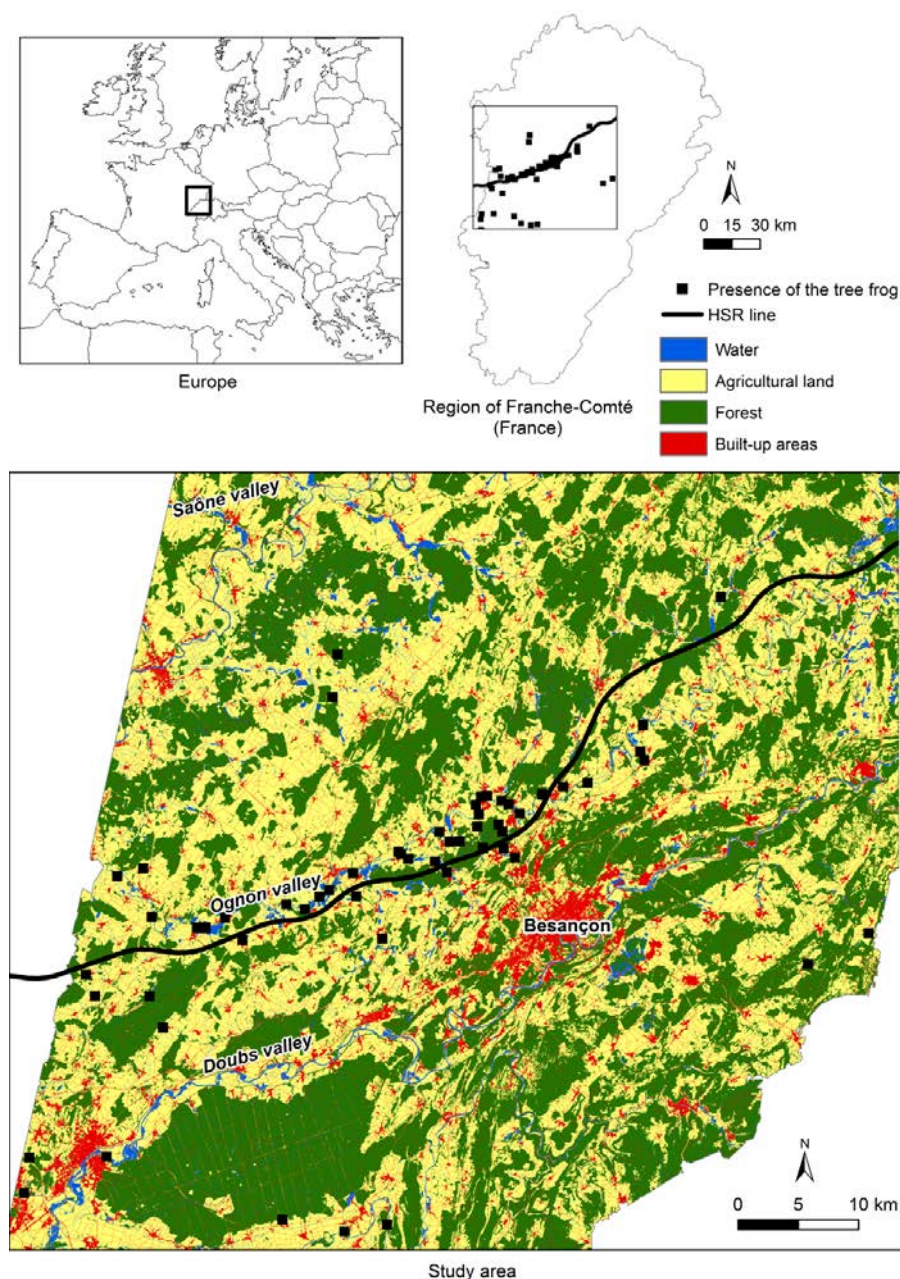 N
0 15 30 km
Presence of the tree frog
HSR line
Water
Agricultural land
Forest
Built-up areas
Europe
Region of Franche-Comté
(France)
Saône valley
Ognon valley
Besançon
Doubs valley
N
0 5 10 km
Study area